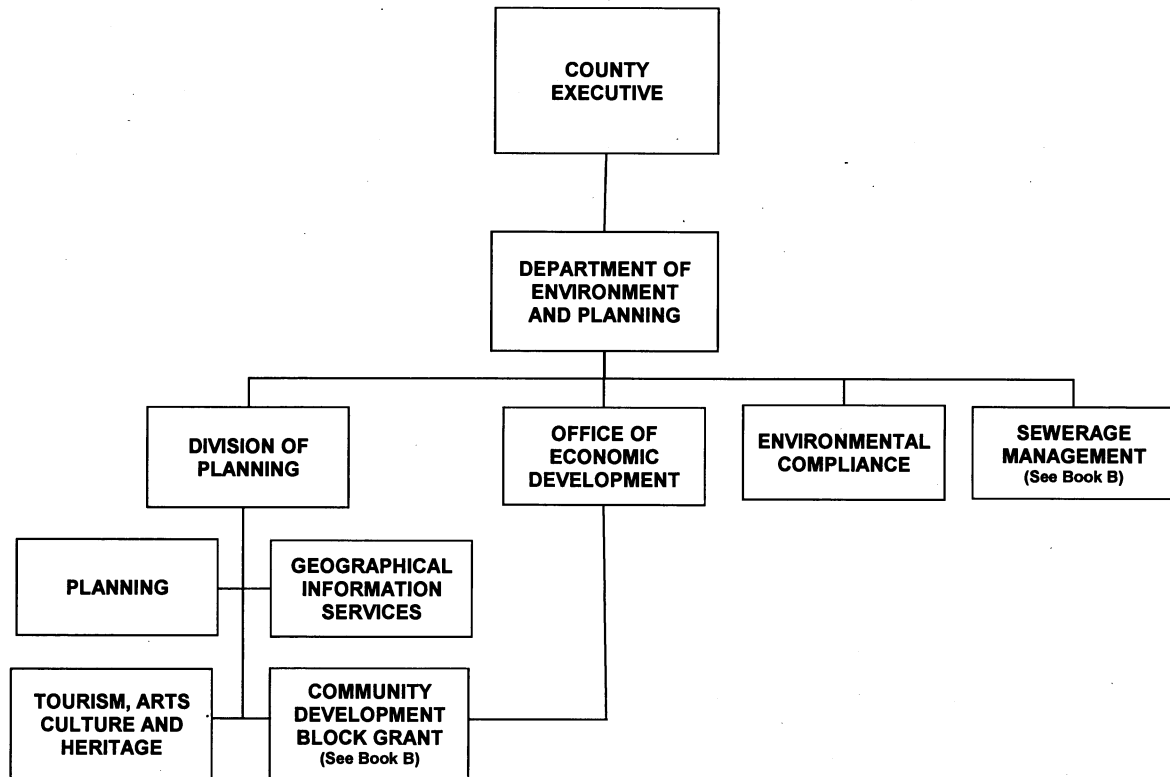 COUNTY
EXECUTIVE
DEPARTMENT OF
ENVIRONMENT
AND PLANNING
DIVISION OF
PLANNING
OFFICE OF
ECONOMIC
DEVELOPMENT
ENVIRONMENTAL
COMPLIANCE
SEWERAGE
MANAGEMENT
(See Book B)
PLANNING
GEOGRAPHICAL
INFORMATION
SERVICES
TOURISM, ARTS
CULTURE AND
HERITAGE
COMMUNITY
DEVELOPMENT
BLOCK GRANT
(See Book B)